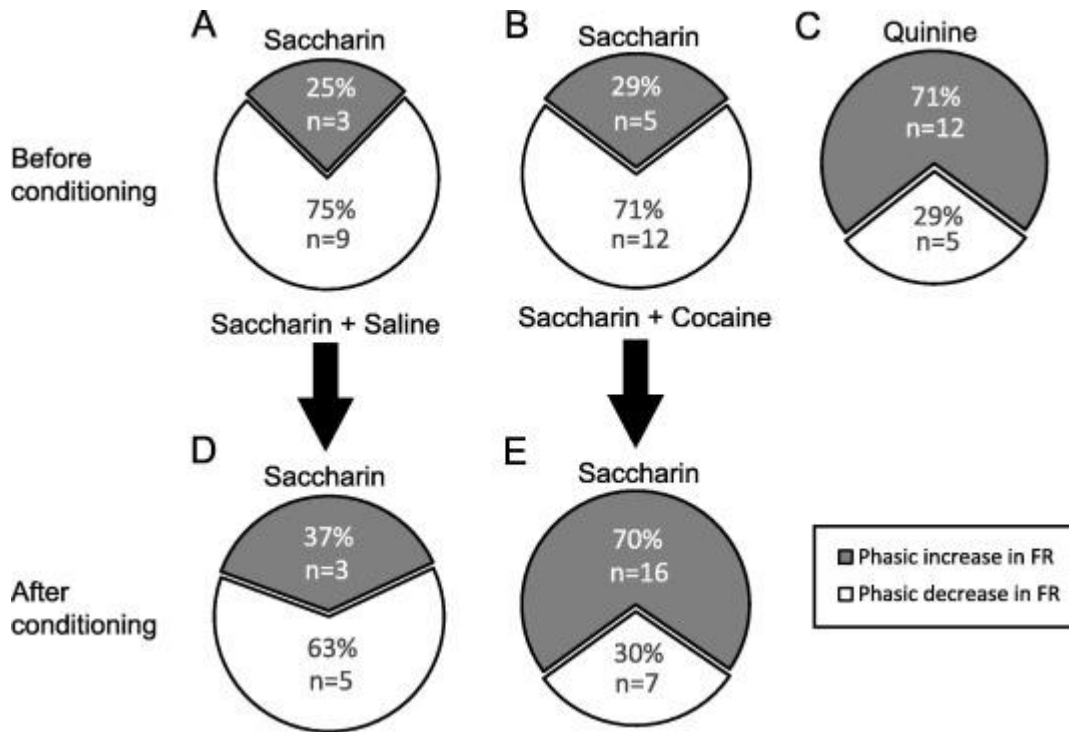 A
Saccharin
25%
n=3
75%
n=9
B
Saccharin
29%
n=5
71%
n=12
C
Quinine
71%
n=12
29%
n=5
Before
conditioning
Saccharin + Saline
Saccharin + Cocaine
D
Saccharin
37%
n=3
63%
n=5
E
Saccharin
70%
n=16
30%
n=7
After
conditioning
Phasic increase in FR
Phasic decrease in FR